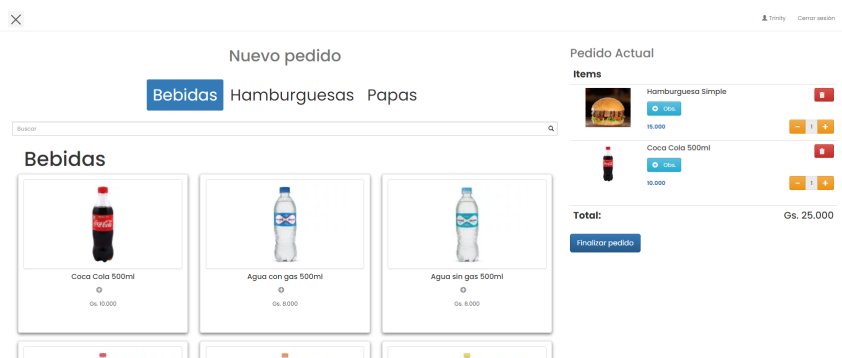 Trinity
Cerrar sesión
Nuevo pedido
Bebidas
Hamburguesas
Papas
Buscar
Bebidas
Coca Cola 500ml
Gs. 10.000
Agua con gas 500ml
Gs. 8.000
Agua sin gas 500ml
Gs. 8.000
Pedido Actual
Items
Hamburguesa Simple
Obs.
15.000
1
Coca Cola 500ml
Obs.
10.000
1
Total:
Gs. 25.000
Finalizar pedido